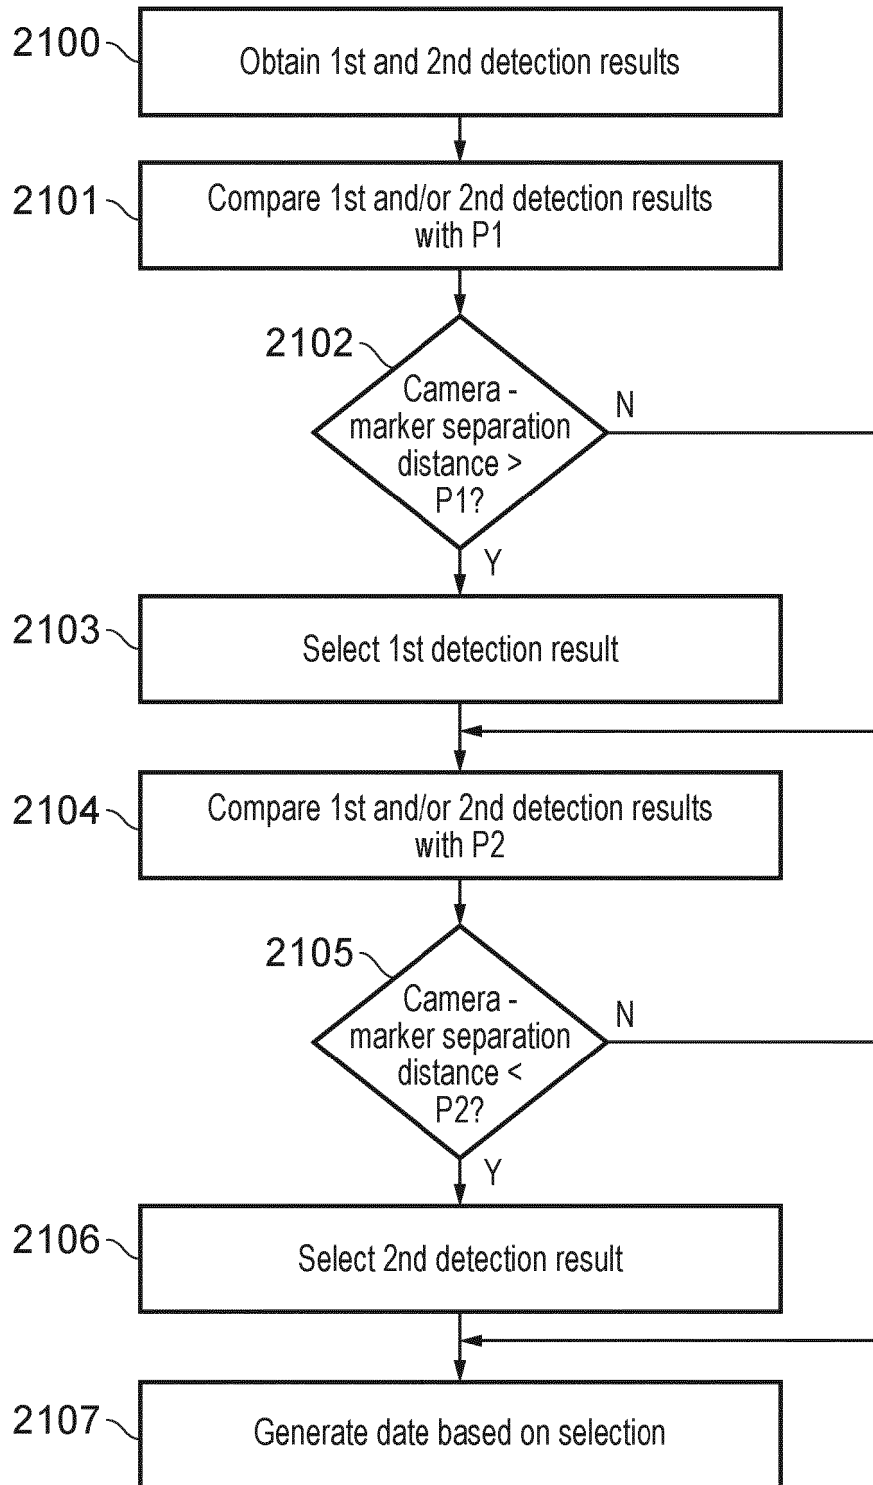 2100
Obtain 1st and 2nd detection results
2101
Compare 1st and/or 2nd detection results
with P1
2102
Camera -
marker separation
distance >
P1?
N
Y
2103
Select 1st detection result
2104
Compare 1st and/or 2nd detection results
with P2
2105
Camera -
marker separation
distance <
P2?
N
Y
2106
Select 2nd detection result
2107
Generate date based on selection